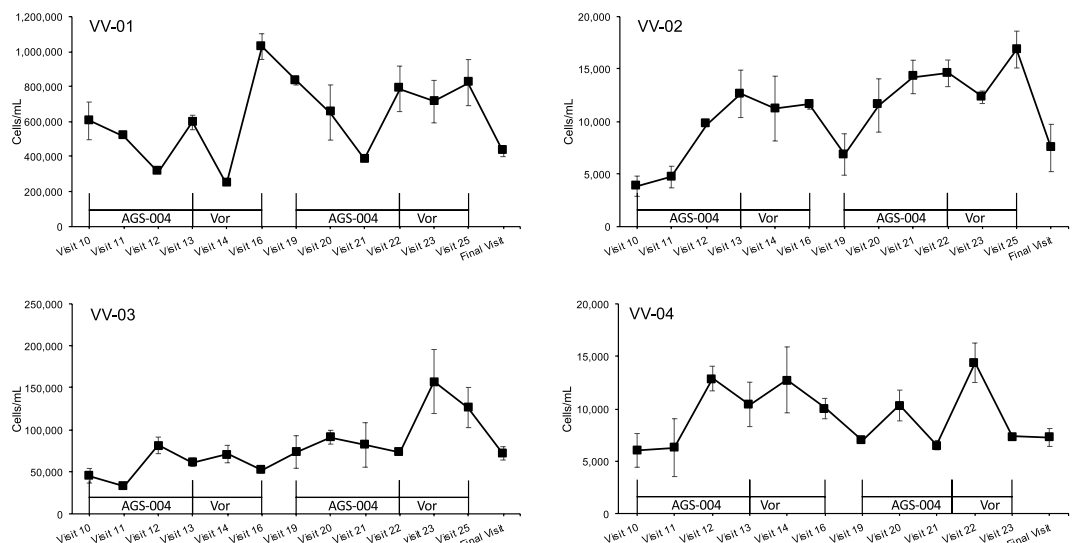 VV-01
1,200,000
1,000,000
800,000
600,000
400,000
200,000
0
Cells/mL
AGS-004 Vor AGS-004 Vor
Visit 10 Visit 11 Visit 12 Visit 13 Visit 14 Visit 16 Visit 19 Visit 20 Visit 21 Visit 22 Visit 23 Visit 25 Final Visit
VV-02
20,000
15,000
10,000
5,000
0
Cells/mL
AGS-004 Vor AGS-004 Vor
Visit 10 Visit 11 Visit 12 Visit 13 Visit 14 Visit 16 Visit 19 Visit 20 Visit 21 Visit 22 Visit 23 Visit 25 Final Visit
VV-03
250,000
200,000
150,000
100,000
50,000
0
Cells/mL
AGS-004 Vor AGS-004 Vor
Visit 10 Visit 11 Visit 12 Visit 13 Visit 14 Visit 16 Visit 19 Visit 20 Visit 21 Visit 22 Visit 23 Visit 25 Final Visit
VV-04
20,000
15,000
10,000
5,000
0
Cells/mL
AGS-004 Vor AGS-004 Vor
Visit 10 Visit 11 Visit 12 Visit 13 Visit 14 Visit 16 Visit 19 Visit 20 Visit 21 Visit 22 Visit 23 Final Visit